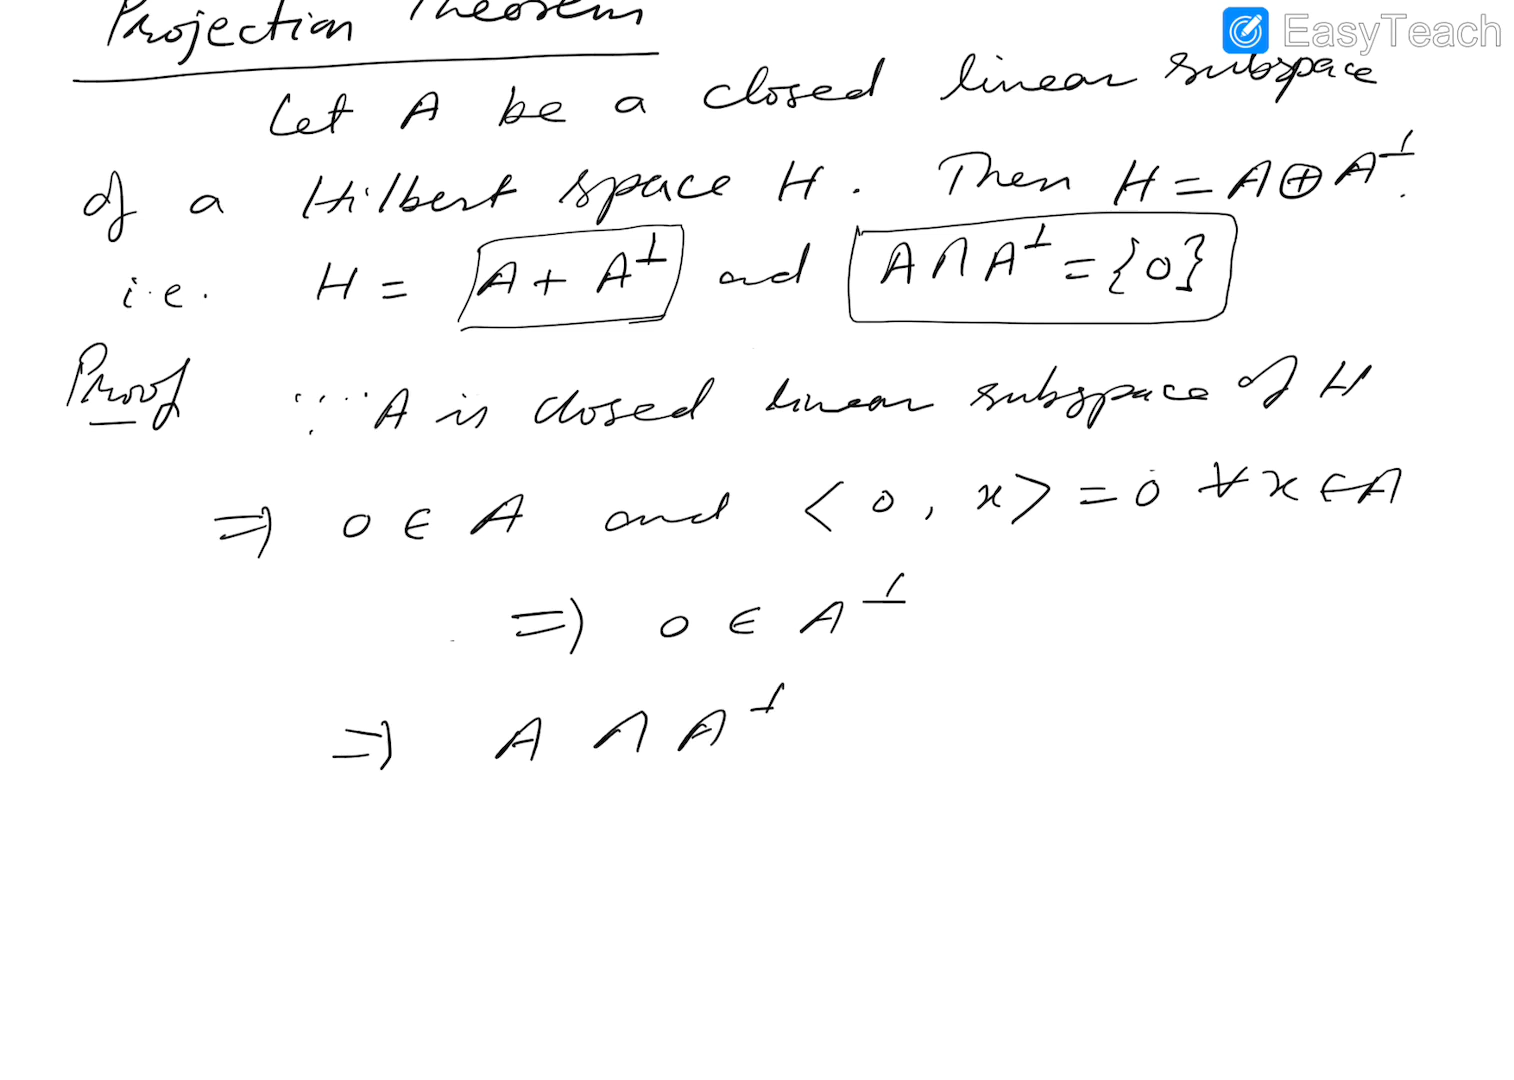 Projection Theorem
EasyTeach
Let A be a closed linear subspace
of a Hilbert space H. Then H = A ⊕ A⊥.
i.e. H = A + A⊥ and A ∩ A⊥ = {0}
Proof ∵ A is closed linear subspace of H
⇒ 0 ∈ A and <0, x> = 0 ∀ x ∈ A
⇒ 0 ∈ A⊥
⇒ A ∩ A⊥